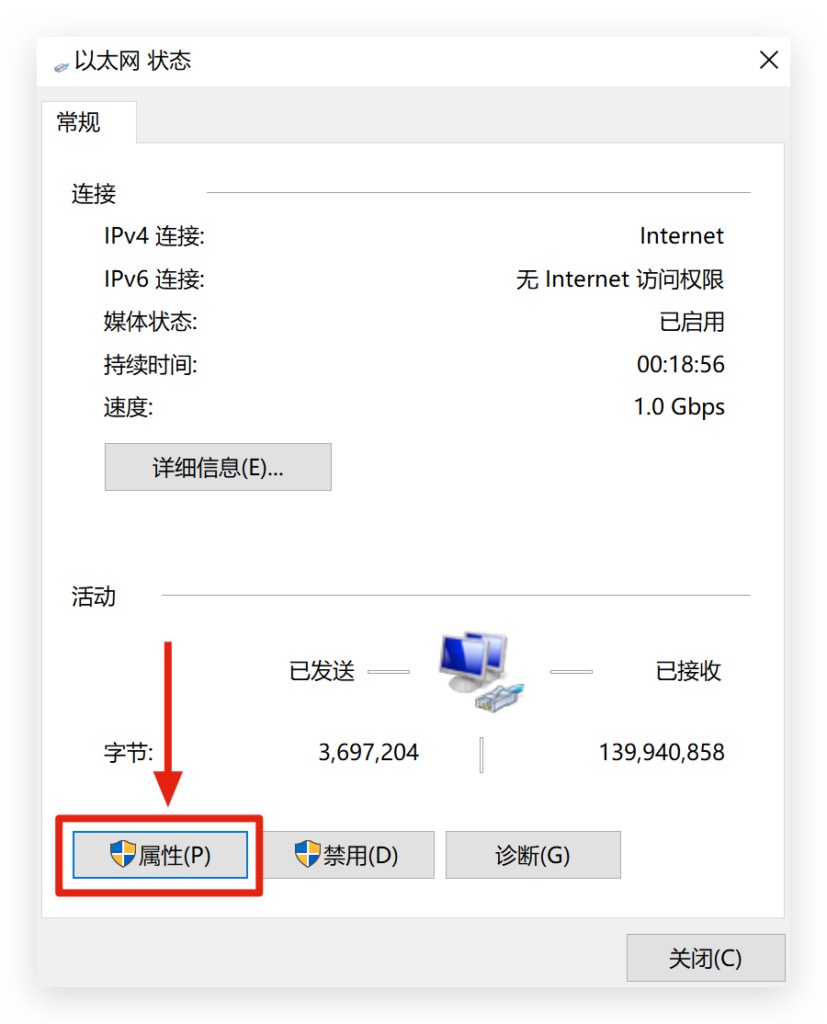 以太网 状态
常规
连接
IPv4 连接: Internet
IPv6 连接: 无 Internet 访问权限
媒体状态: 已启用
持续时间: 00:18:56
速度: 1.0 Gbps
详细信息(E)...
活动
已发送 已接收
字节: 3,697,204 139,940,858
属性(P) 禁用(D) 诊断(G)
关闭(C)